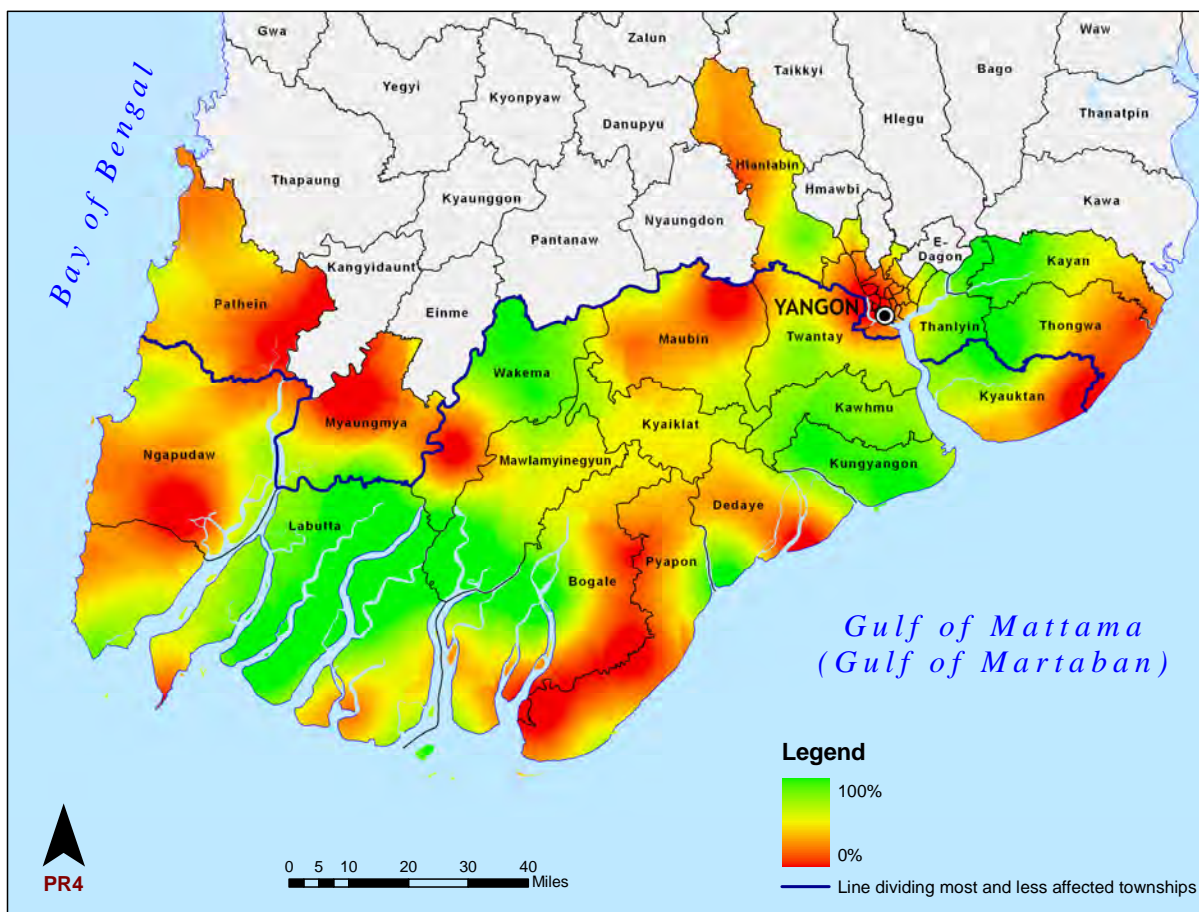 Gwa
Zalun
Waw
Taikkyi
Bago
Yegyi
Kyonpyaw
Danupyu
Hlegu
Thanatpin
Bay of Bengal
Hlantabin
Thapaung
Hmawbi
Kyaunggon
Kawa
Nyaungdon
Pantanaw
E-
Dagon
Kangyidaunt
Kayan
Einme
Pathein
YANGON
Thanlyin
Thongwa
Maubin
Twantay
Wakema
Kyauktan
Kawhmu
Myaungmya
Kyaiklat
Ngapudaw
Mawlamyinegyun
Kungyangon
Dedaye
Labutta
Pyapon
Bogale
Gulf of Mattama
(Gulf of Martaban)
Legend
100%
0%
Line dividing most and less affected townships
PR4
0 5 10 20 30 40
Miles